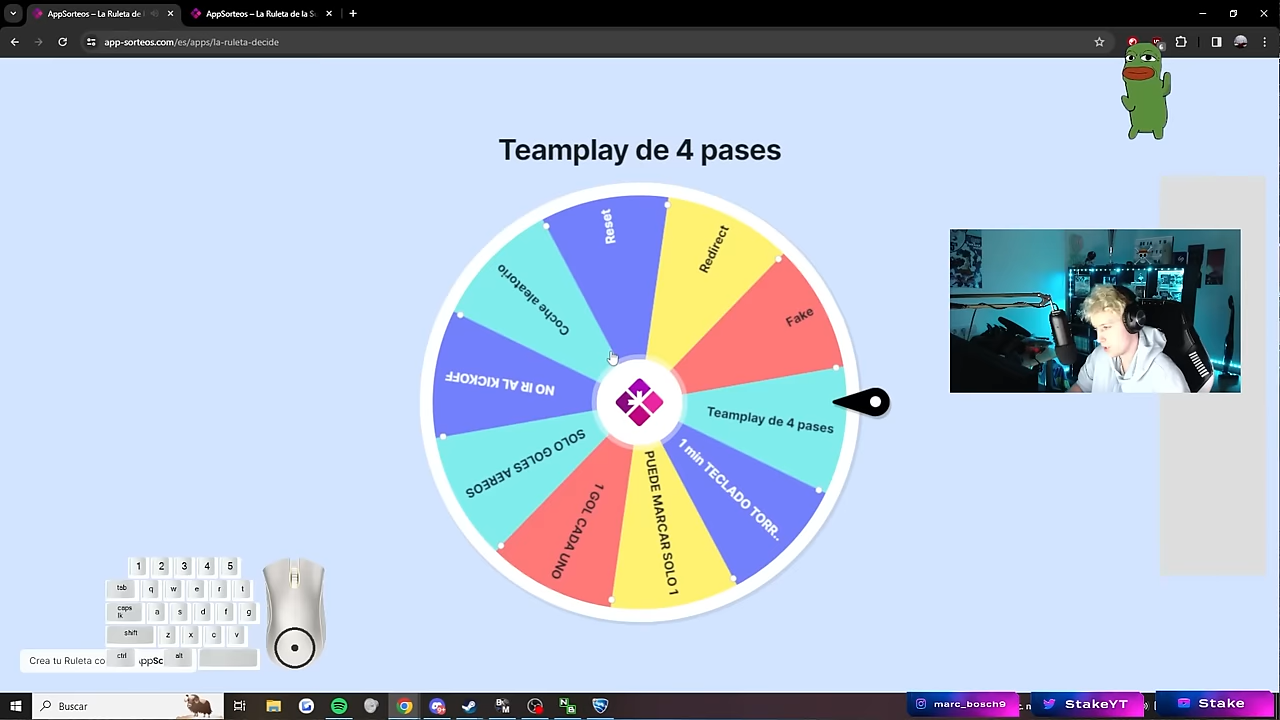 AppSorteos – La Ruleta de
AppSorteos – La Ruleta de la S
app-sorteos.com/es/apps/la-ruleta-decide
Teamplay de 4 pases
Reset
Redirect
Coche aleatorio
Fake
NO IR AL KICKOFF
Teamplay de 4 pases
SOLO GOLES AEREOS
1 min TECLADO TORR..
1 GOL CADA UNO
PUEDE MARCAR SOLO 1
1 2 3 4 5
tab q w e r t
caps lk a s d f g
shift z x c v
ctrl alt
Crea tu Ruleta co
Buscar
marc_bosch9
StakeYT
Stake